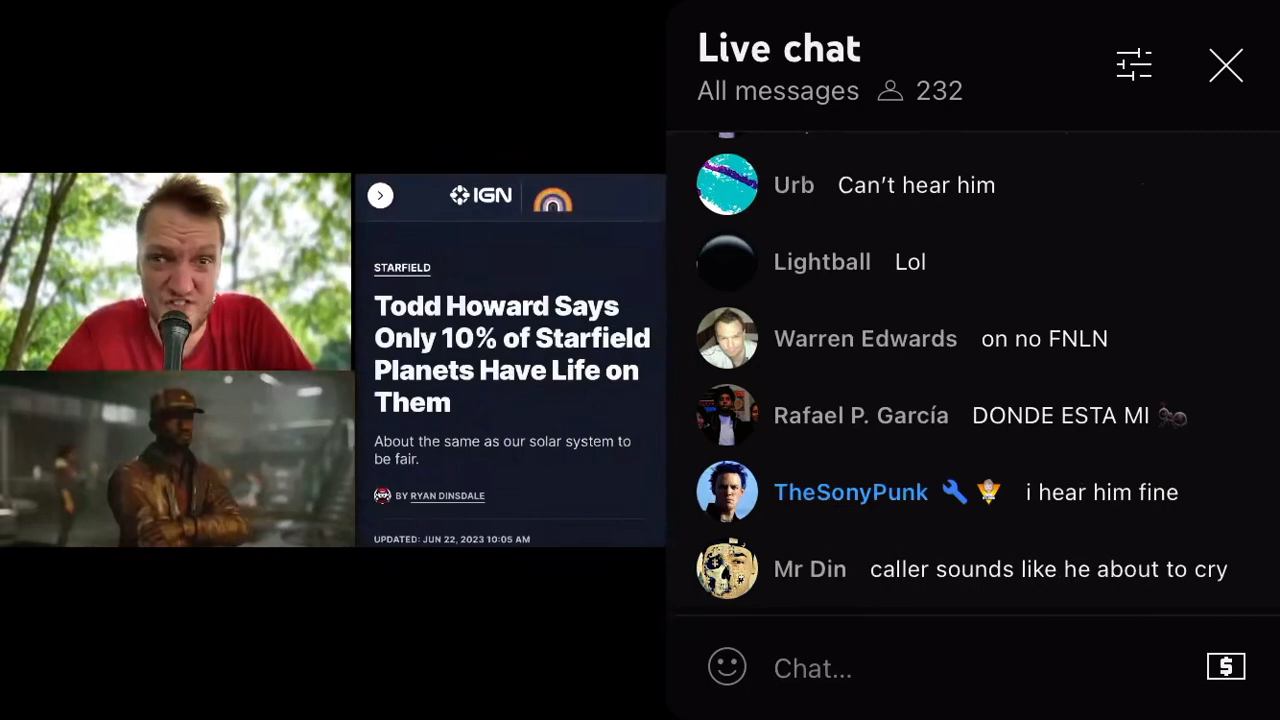 IGN
STARFIELD
Todd Howard Says
Only 10% of Starfield
Planets Have Life on
Them
About the same as our solar system to
be fair.
BY RYAN DINSDALE
UPDATED: JUN 22, 2023 10:05 AM
Live chat
All messages 232
Urb Can’t hear him
Lightball Lol
Warren Edwards on no FNLN
Rafael P. García DONDE ESTA MI
TheSonyPunk i hear him fine
Mr Din caller sounds like he about to cry
Chat...
$